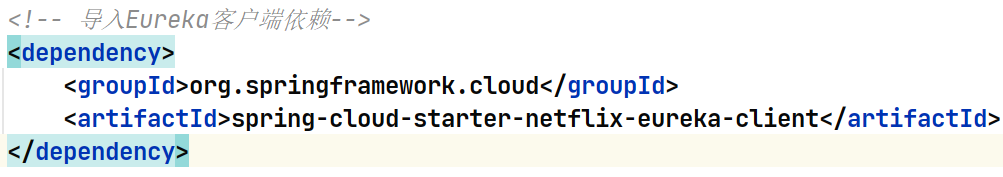 <!-- 导入Eureka客户端依赖-->
<dependency>
    <groupId>org.springframework.cloud</groupId>
    <artifactId>spring-cloud-starter-netflix-eureka-client</artifactId>
</dependency>